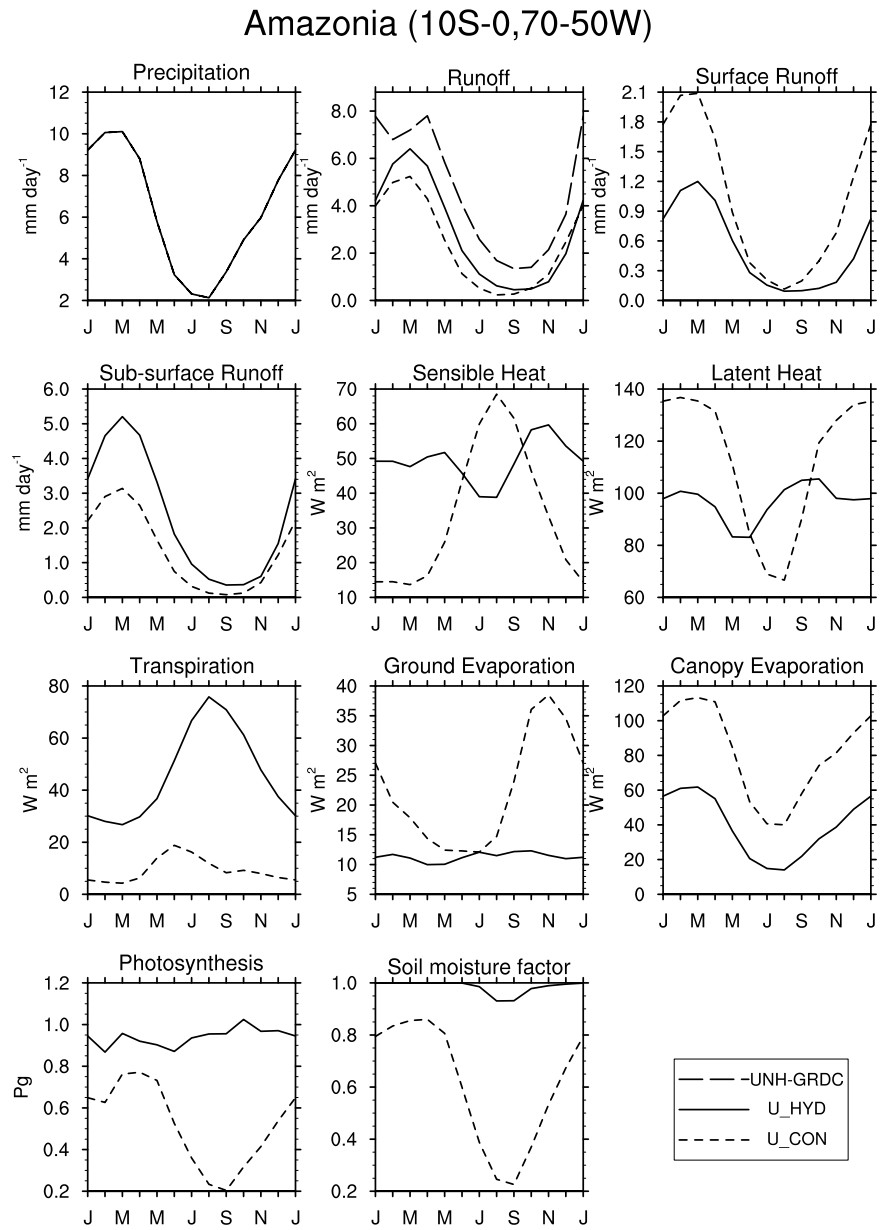 Amazonia (10S-0,70-50W)
Precipitation
12
10
8
6
4
2
mm day-1
J M M J S N J
Runoff
8.0
6.0
4.0
2.0
0.0
mm day-1
J M M J S N J
Surface Runoff
2.1
1.8
1.5
1.2
0.9
0.6
0.3
0.0
mm day-1
J M M J S N J
Sub-surface Runoff
6.0
5.0
4.0
3.0
2.0
1.0
0.0
mm day-1
J M M J S N J
Sensible Heat
70
60
50
40
30
20
10
W m2
J M M J S N J
Latent Heat
140
120
100
80
60
W m2
J M M J S N J
Transpiration
80
60
40
20
0
W m2
J M M J S N J
Ground Evaporation
40
35
30
25
20
15
10
5
W m2
J M M J S N J
Canopy Evaporation
120
100
80
60
40
20
0
W m2
J M M J S N J
Photosynthesis
1.2
1.0
0.8
0.6
0.4
0.2
Pg
J M M J S N J
Soil moisture factor
1.0
0.8
0.6
0.4
0.2
J M M J S N J
UNH-GRDC
U_HYD
U_CON